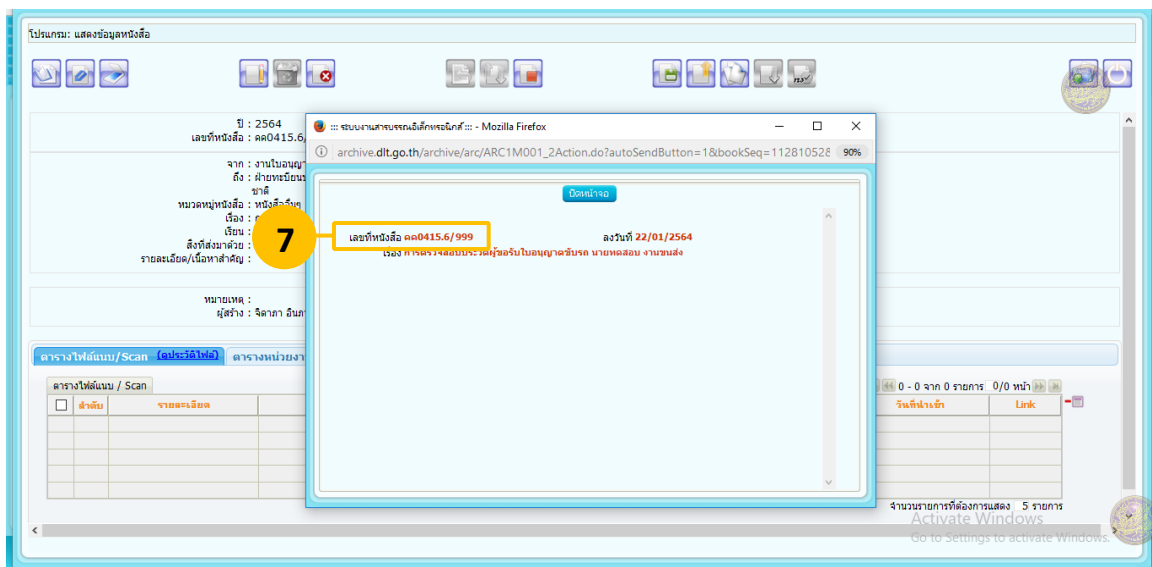 โปรแกรม: แสดงข้อมูลหนังสือ
ปี : 2564
เลขที่หนังสือ : คค0415.6/
จาก : งานใบอนุญา
ถึง : ฝ่ายทะเบียน
ชาติ
หมวดหมู่หนังสือ : หนังสืออื่นๆ
เรื่อง :
เรียน :
สิ่งที่ส่งมาด้วย :
รายละเอียด/เนื้อหาสำคัญ :
หมายเหตุ :
ผู้สร้าง : จิดาภา อินภ
::: ระบบงานสารบรรณอิเล็กทรอนิกส์ ::: - Mozilla Firefox
archive.dlt.go.th/archive/arc/ARC1M001_2Action.do?autoSendButton=1&bookSeq=112810528 90%
ปิดหน้าจอ
7
เลขที่หนังสือ คค0415.6/999 ลงวันที่ 22/01/2564
เรื่อง การตรวจสอบประวัติผู้ขอรับใบอนุญาตขับรถ นายทดสอบ งานขนส่ง
ตารางไฟล์แนบ/Scan (ดูประวัติไฟล์) ตารางหน่วยงา
ตารางไฟล์แนบ / Scan 0 - 0 จาก 0 รายการ 0/0 หน้า
ลำดับ รายละเอียด วันที่นำเข้า Link
จำนวนรายการที่ต้องการแสดง 5 รายการ
Activate Windows
Go to Settings to activate Windows.